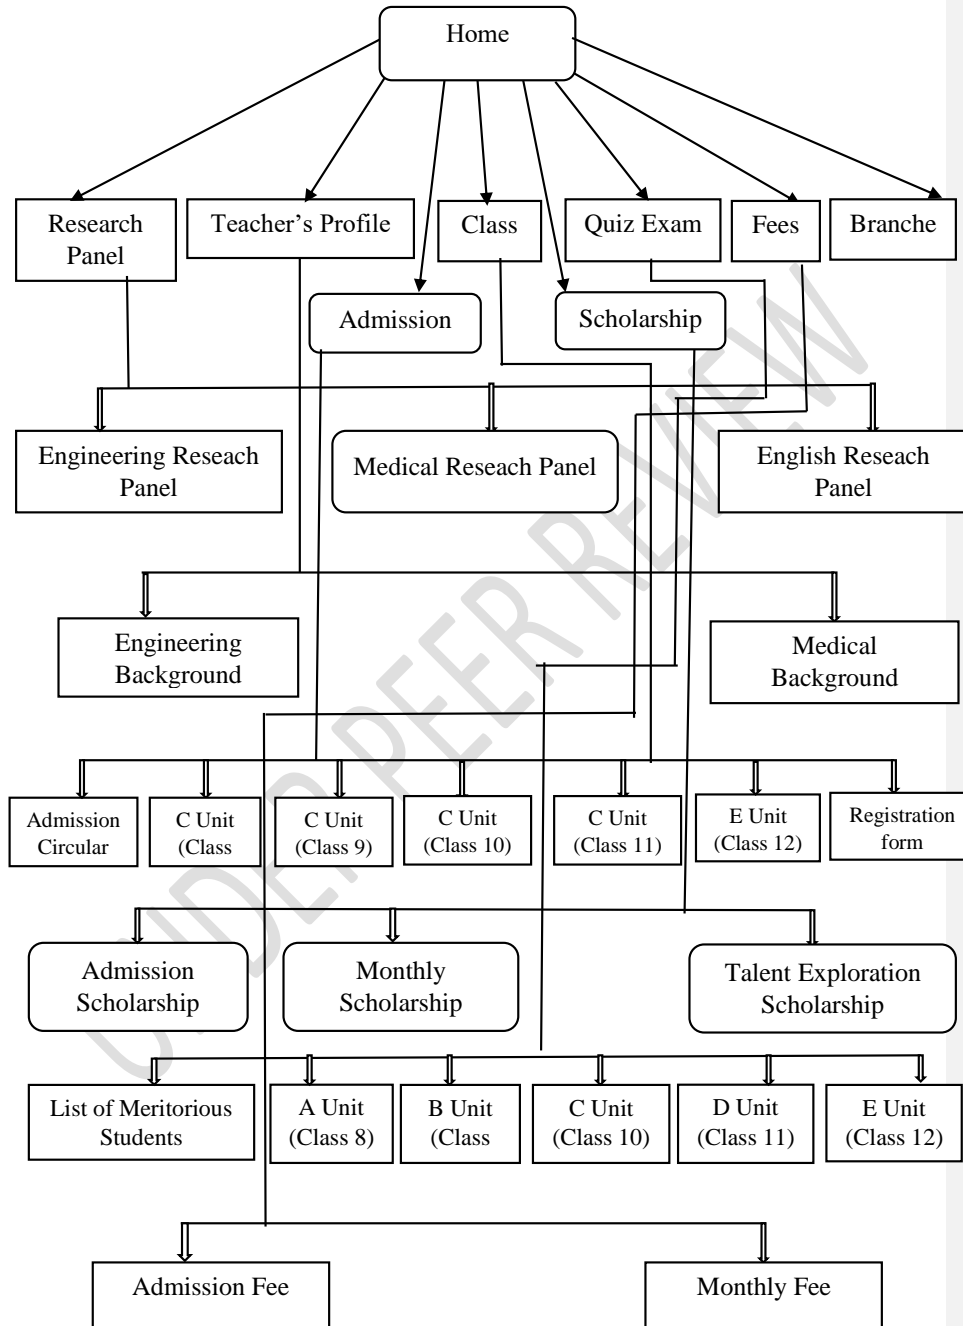 Home
Research
Panel
Teacher’s Profile
Class
Quiz Exam
Fees
Branche
Admission
Scholarship
Engineering Reseach
Panel
Medical Reseach Panel
English Reseach
Panel
Engineering
Background
Medical
Background
Admission
Circular
C Unit
(Class
C Unit
(Class 9)
C Unit
(Class 10)
C Unit
(Class 11)
E Unit
(Class 12)
Registration
form
Admission
Scholarship
Monthly
Scholarship
Talent Exploration
Scholarship
List of Meritorious
Students
A Unit
(Class 8)
B Unit
(Class
C Unit
(Class 10)
D Unit
(Class 11)
E Unit
(Class 12)
Admission Fee
Monthly Fee
UNDER PEER REVIEW